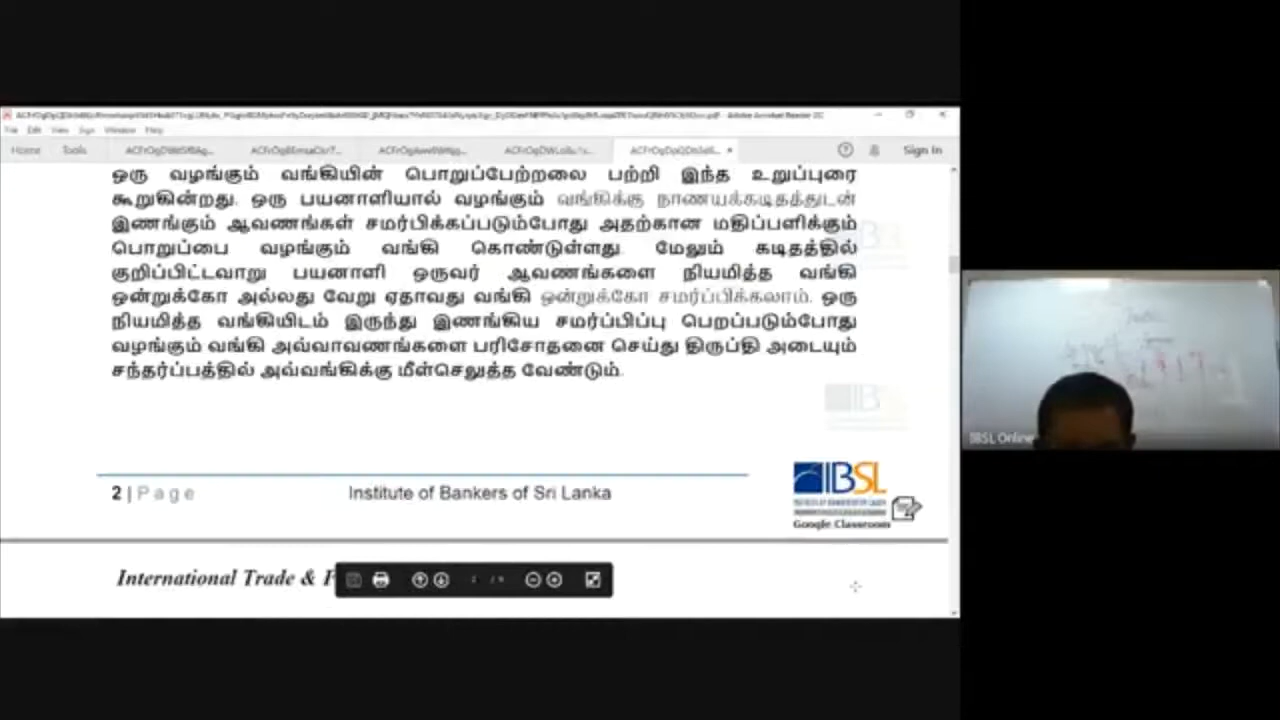 Home Tools Sign In
ஒரு வழங்கும் வங்கியின் பொறுப்பேற்றலை பற்றி இந்த உறுப்புரை
கூறுகின்றது. ஒரு பயனாளியால் வழங்கும் வங்கிக்கு நாணயக்கடிதத்துடன்
இணங்கும் ஆவணங்கள் சமர்பிக்கப்படும்போது அதற்கான மதிப்பளிக்கும்
பொறுப்பை வழங்கும் வங்கி கொண்டுள்ளது. மேலும் கடிதத்தில்
குறிப்பிட்டவாறு பயனாளி ஒருவர் ஆவணங்களை நியமித்த வங்கி
ஒன்றுக்கோ அல்லது வேறு ஏதாவது வங்கி ஒன்றுக்கோ சமர்ப்பிக்கலாம். ஒரு
நியமித்த வங்கியிடம் இருந்து இணங்கிய சமர்ப்பிப்பு பெறப்படும்போது
வழங்கும் வங்கி அவ்வாவணங்களை பரிசோதனை செய்து திருப்தி அடையும்
சந்தர்ப்பத்தில் அவ்வங்கிக்கு மீள்செலுத்த வேண்டும்.
2 | Page Institute of Bankers of Sri Lanka
IBSL
Google Classroom
International Trade &
IBSL Online